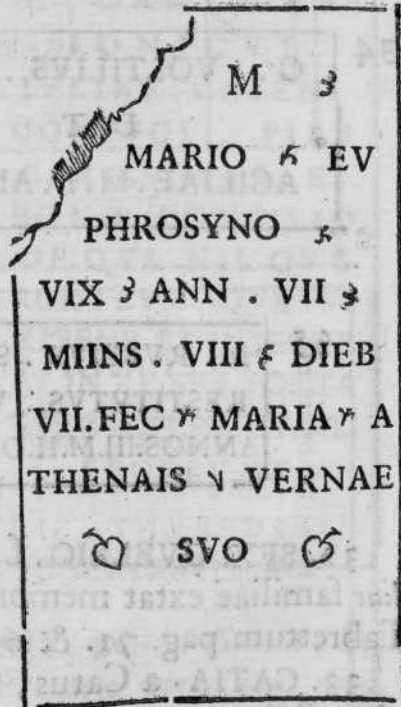 M
MARIO EV
PHROSYNO
VIX ANN . VII
MIINS . VIII DIEB
VII. FEC MARIA A
THENAIS VERNAE
SVO